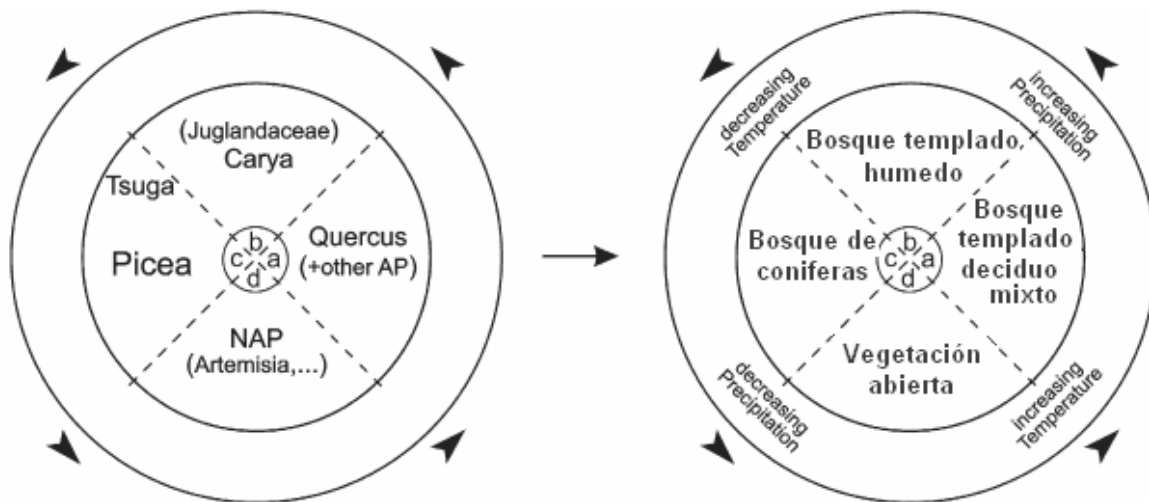 (Juglandaceae)
Carya
Tsuga
Picea
Quercus
(+other AP)
NAP
(Artemisia,...)
b
c
a
d
decreasing
Temperature
increasing
Precipitation
Bosque templado
humedo
Bosque de
coniferas
Bosque
templado
deciduo
mixto
Vegetación
abierta
b
c
a
d
decreasing
Precipitation
increasing
Temperature